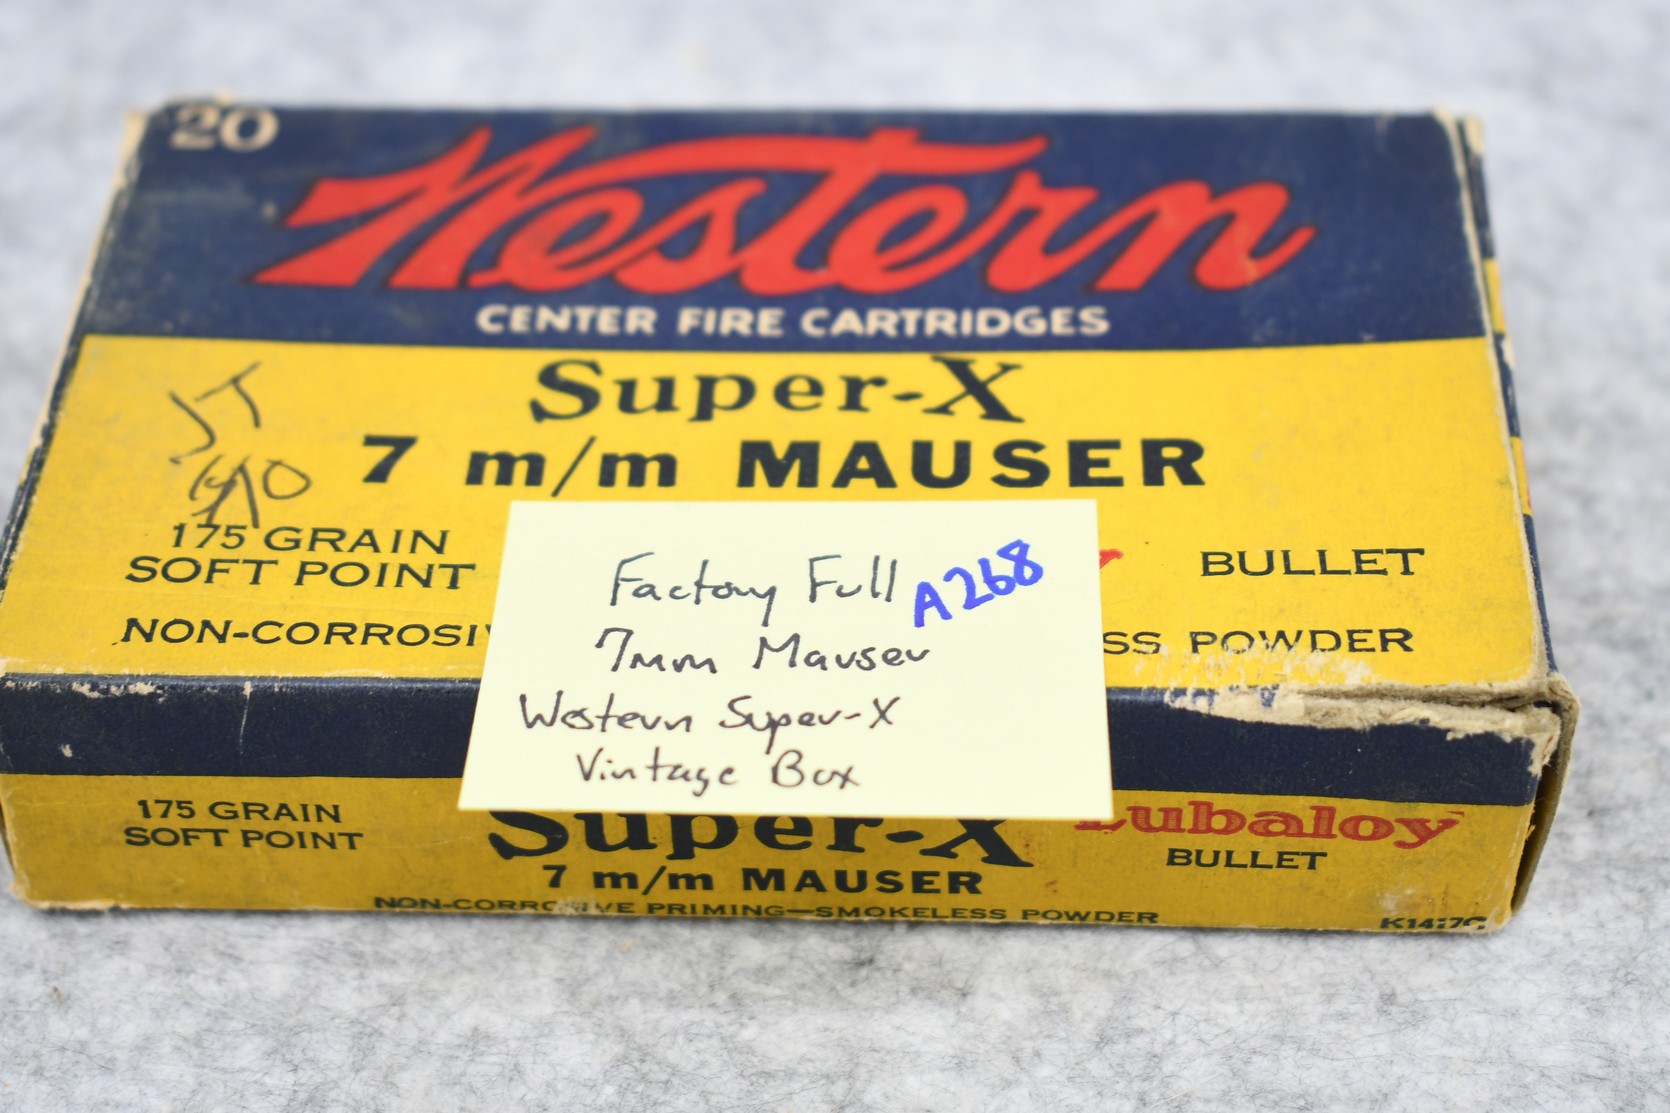 20
Western
CENTER FIRE CARTRIDGES
Super-X
7 m/m MAUSER
JT
175 GRAIN
SOFT POINT
BULLET
NON-CORROSIV
SS POWDER
Factory Full
A268
7mm Mauser
Western Super-X
Vintage Box
175 GRAIN
SOFT POINT
Super-X
7 m/m MAUSER
Lubaloy
BULLET
NON-CORROSIVE PRIMING—SMOKELESS POWDER
K1417C